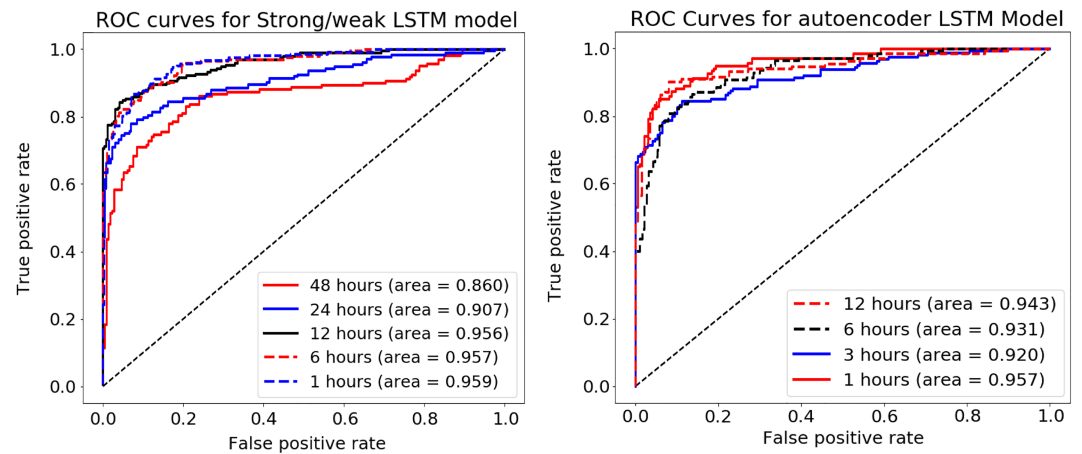 ROC curves for Strong/weak LSTM model
True positive rate
1.0
0.8
0.6
0.4
0.2
0.0
48 hours (area = 0.860)
24 hours (area = 0.907)
12 hours (area = 0.956)
6 hours (area = 0.957)
1 hours (area = 0.959)
0.0 0.2 0.4 0.6 0.8 1.0
False positive rate
ROC Curves for autoencoder LSTM Model
True positive rate
1.0
0.8
0.6
0.4
0.2
0.0
12 hours (area = 0.943)
6 hours (area = 0.931)
3 hours (area = 0.920)
1 hours (area = 0.957)
0.0 0.2 0.4 0.6 0.8 1.0
False positive rate